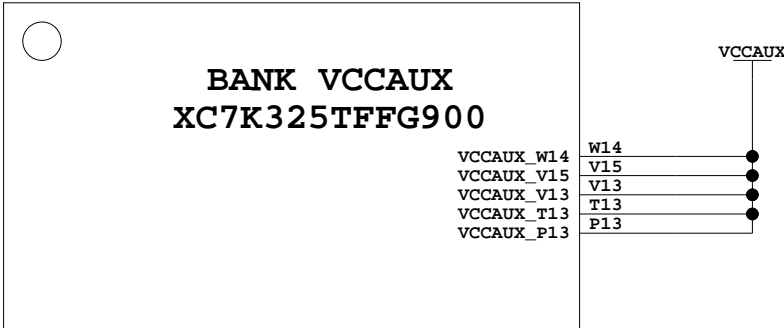 VCCAUX
BANK VCCAUX
XC7K325TFFG900
VCCAUX_W14 W14
VCCAUX_V15 V15
VCCAUX_V13 V13
VCCAUX_T13 T13
VCCAUX_P13 P13